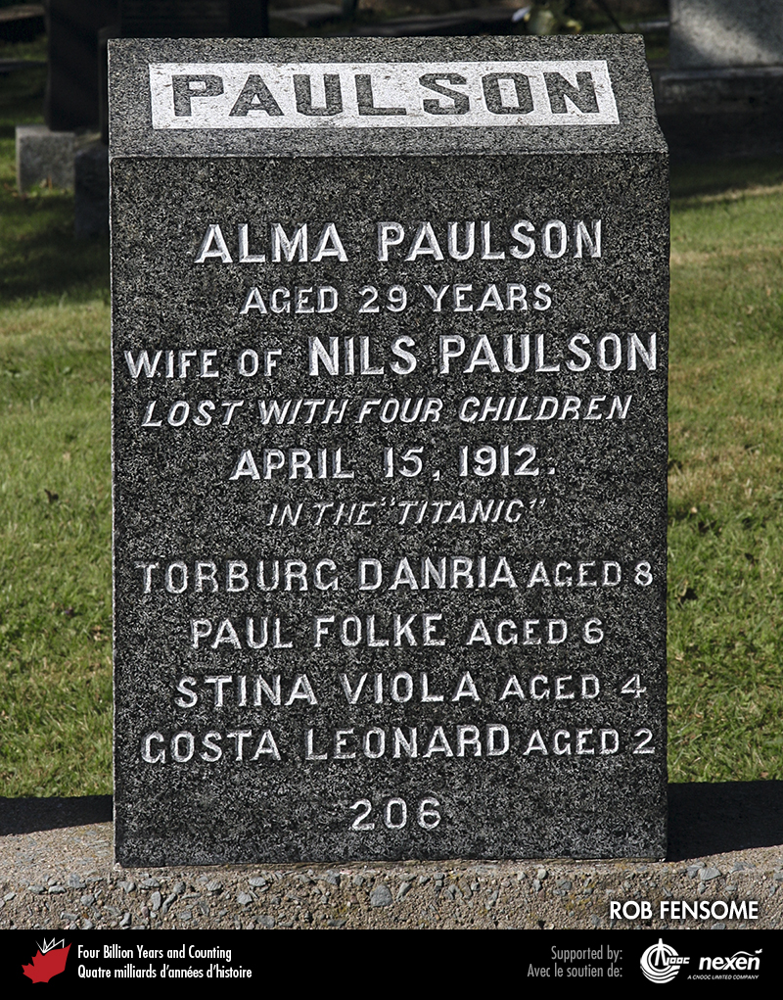 PAULSON
ALMA PAULSON
AGED 29 YEARS
WIFE OF NILS PAULSON
LOST WITH FOUR CHILDREN
APRIL 15, 1912.
IN THE "TITANIC"
TORBURG DANRIA AGED 8
PAUL FOLKE AGED 6
STINA VIOLA AGED 4
GOSTA LEONARD AGED 2
206
ROB FENSOME
Four Billion Years and Counting
Quatre milliards d'années d'histoire
Supported by:
Avec le soutien de:
CNOOC
nexen
A CNOOC LIMITED COMPANY